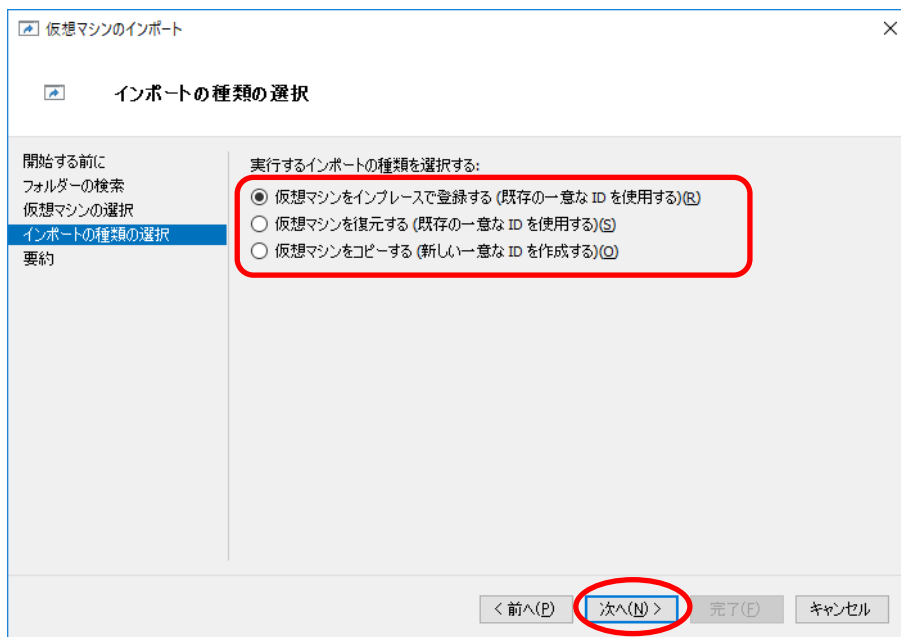 仮想マシンのインポート
インポートの種類の選択
開始する前に
フォルダーの検索
仮想マシンの選択
インポートの種類の選択
要約
実行するインポートの種類を選択する:
仮想マシンをインプレースで登録する (既存の一意な ID を使用する)(R)
仮想マシンを復元する (既存の一意な ID を使用する)(S)
仮想マシンをコピーする (新しい一意な ID を作成する)(O)
< 前へ(P) 次へ(N) > 完了(F) キャンセル